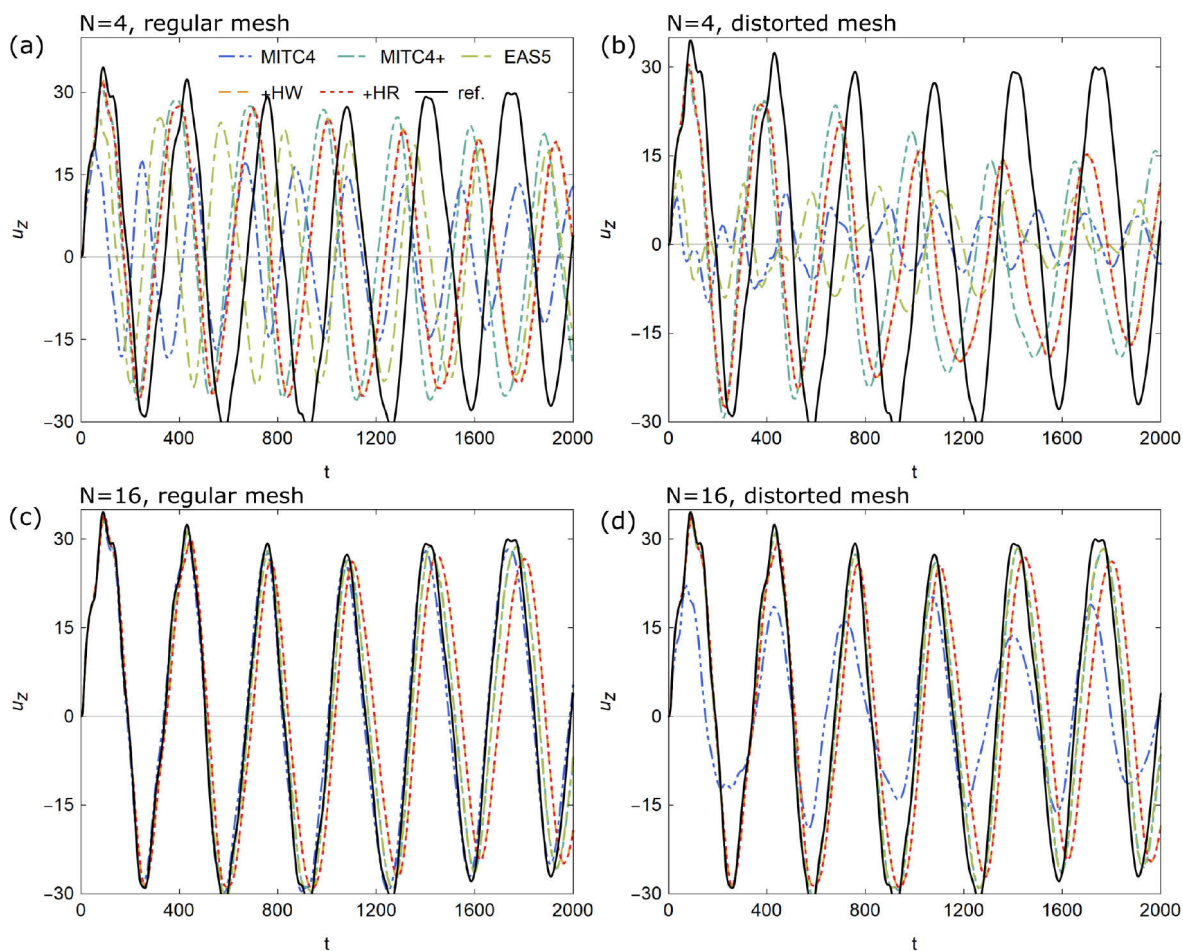 N=4, regular mesh
(a)
MITC4 MITC4+ EAS5
+HW +HR ref.
30
15
0
−15
−30
u_z
0 400 800 1200 1600 2000
t
N=4, distorted mesh
(b)
30
15
0
−15
−30
u_z
0 400 800 1200 1600 2000
t
N=16, regular mesh
(c)
30
15
0
−15
−30
u_z
0 400 800 1200 1600 2000
t
N=16, distorted mesh
(d)
30
15
0
−15
−30
u_z
0 400 800 1200 1600 2000
t